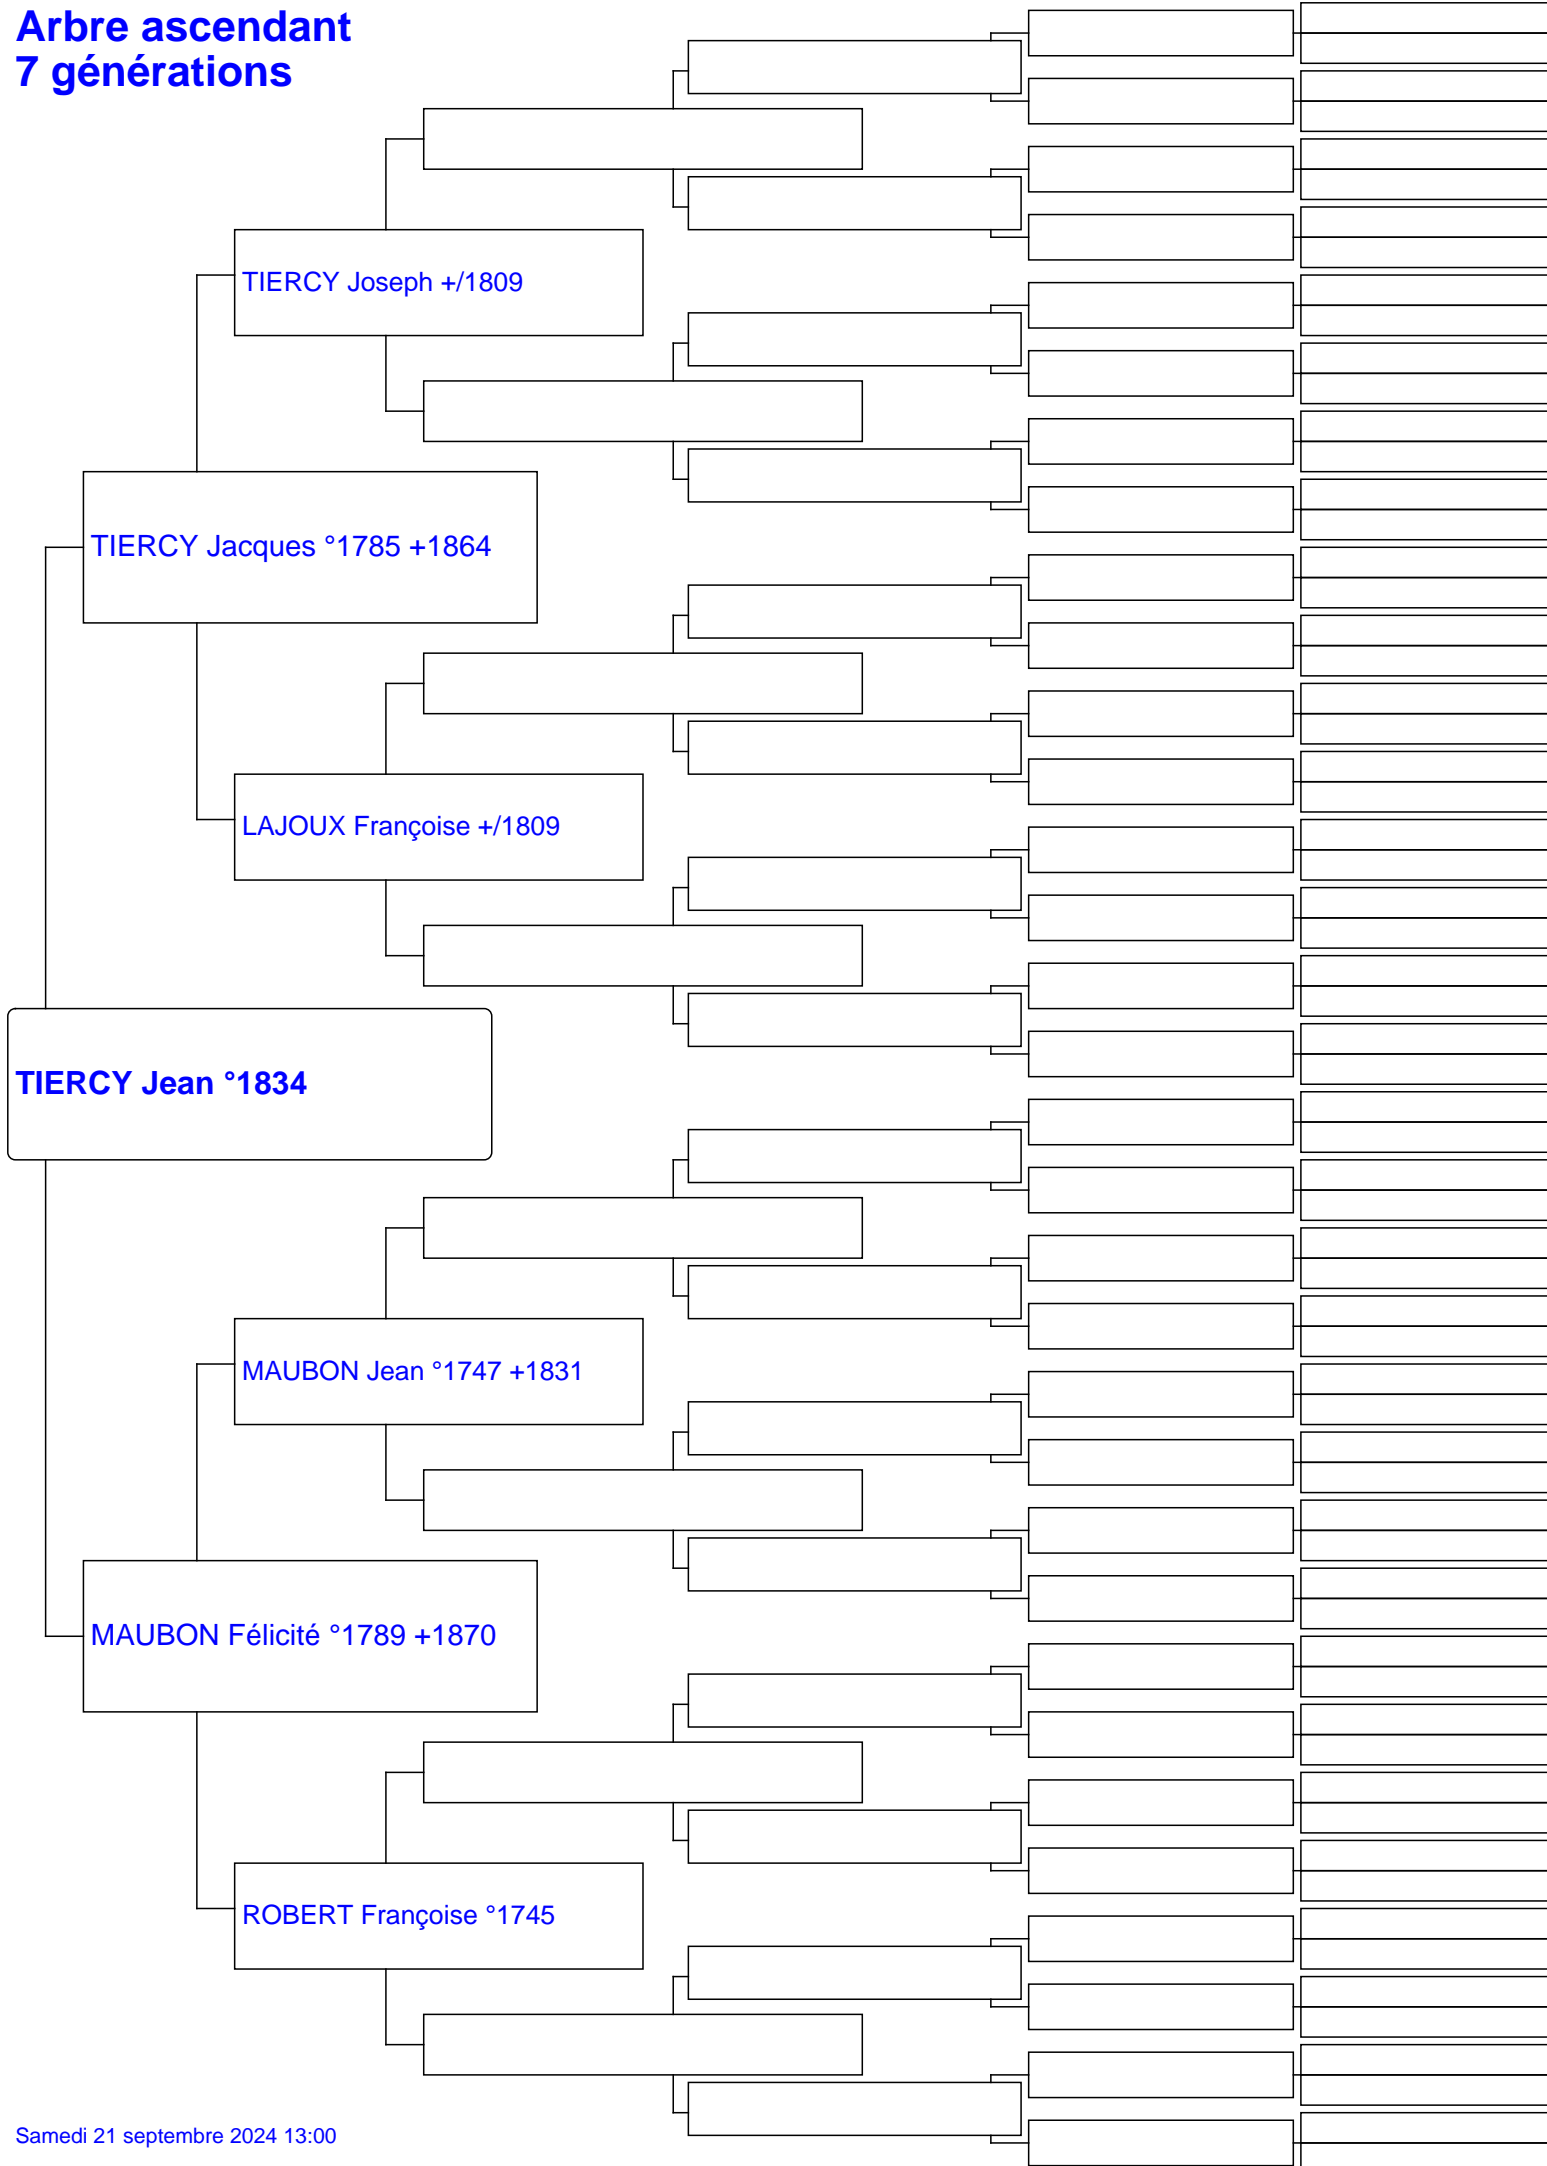 Arbre ascendant
7 générations
TIERCY Joseph +/1809
TIERCY Jacques °1785 +1864
LAJOUX Françoise +/1809
TIERCY Jean °1834
MAUBON Jean °1747 +1831
MAUBON Félicité °1789 +1870
ROBERT Françoise °1745
Samedi 21 septembre 2024 13:00